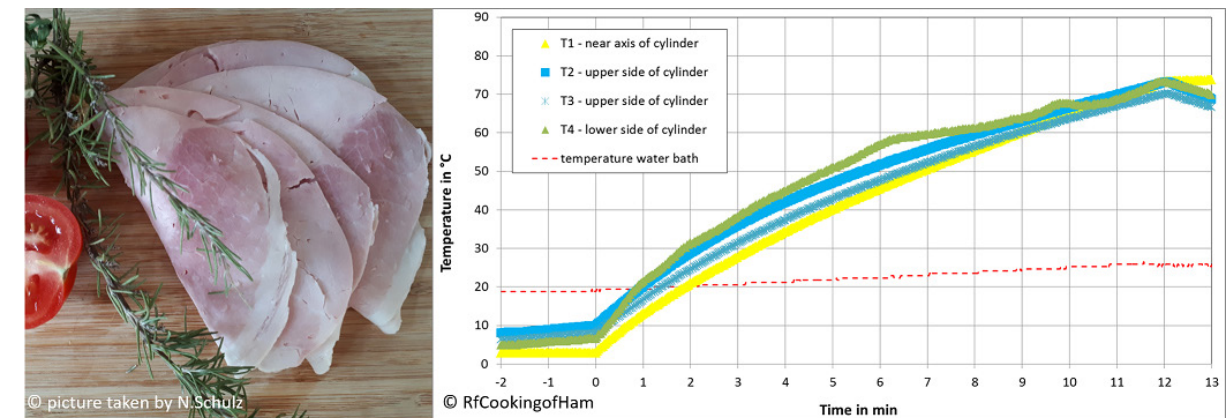 © picture taken by N.Schulz
90
80
70
60
50
40
30
20
10
0
Temperature in °C
T1 - near axis of cylinder
T2 - upper side of cylinder
T3 - upper side of cylinder
T4 - lower side of cylinder
temperature water bath
-2 -1 0 1 2 3 4 5 6 7 8 9 10 11 12 13
© RfCookingofHam
Time in min